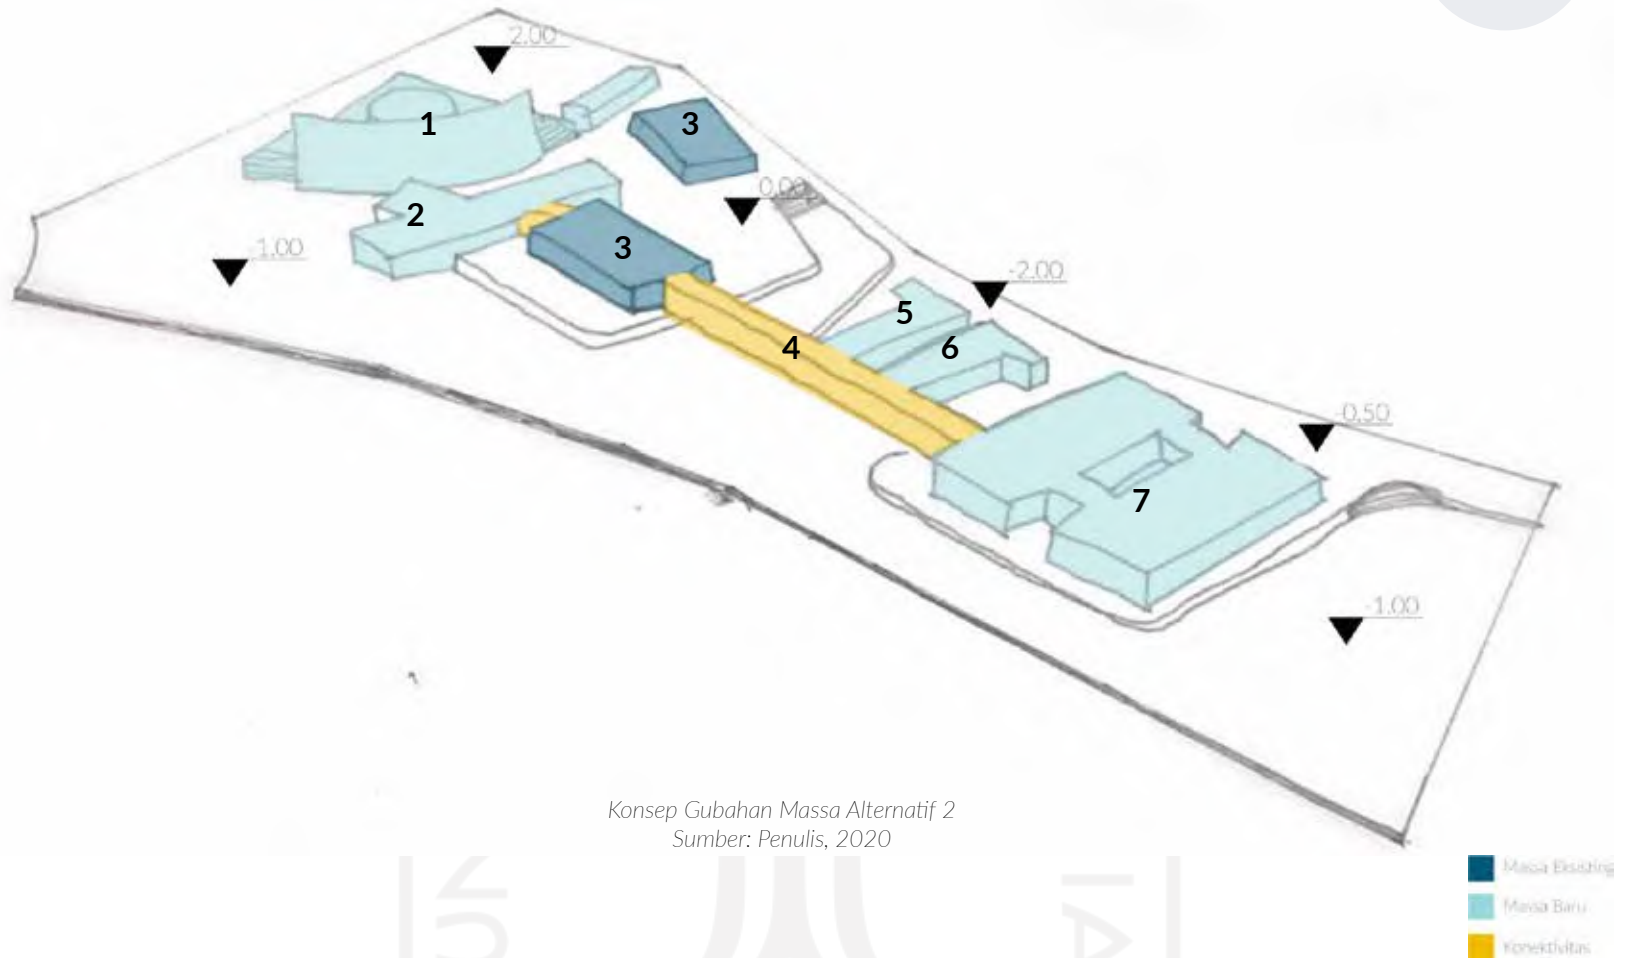 2.00
1
3
0.00
2
3
-1.00
-2.00
5
4
6
-0.50
7
-1.00
Konsep Gubahan Massa Alternatif 2
Sumber: Penulis, 2020
Massa Eksisting
Massa Baru
Konektivitas